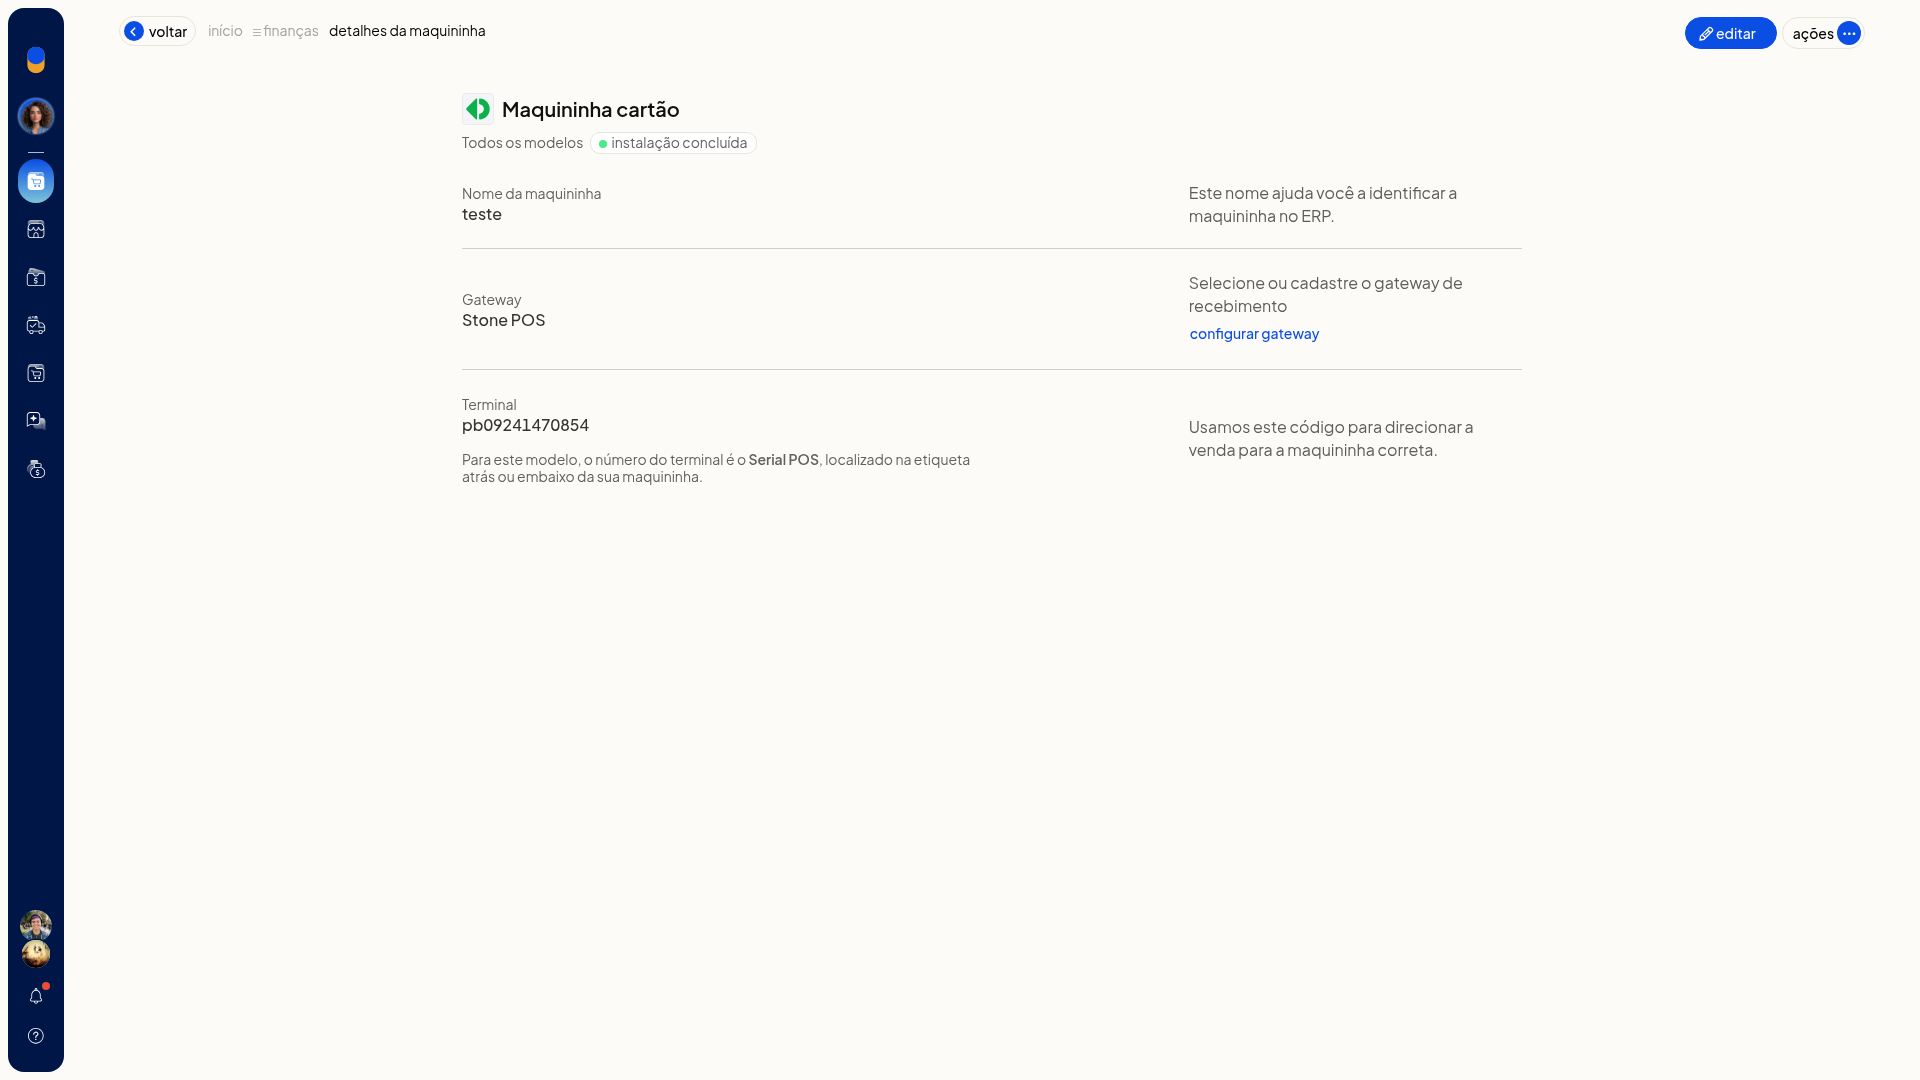 voltar
início
finanças
detalhes da maquininha
editar
ações
Maquininha cartão
Todos os modelos
instalação concluída
Nome da maquininha
teste
Este nome ajuda você a identificar a
maquininha no ERP.
Gateway
Stone POS
Selecione ou cadastre o gateway de
recebimento
configurar gateway
Terminal
pb09241470854
Para este modelo, o número do terminal é o Serial POS, localizado na etiqueta
atrás ou embaixo da sua maquininha.
Usamos este código para direcionar a
venda para a maquininha correta.